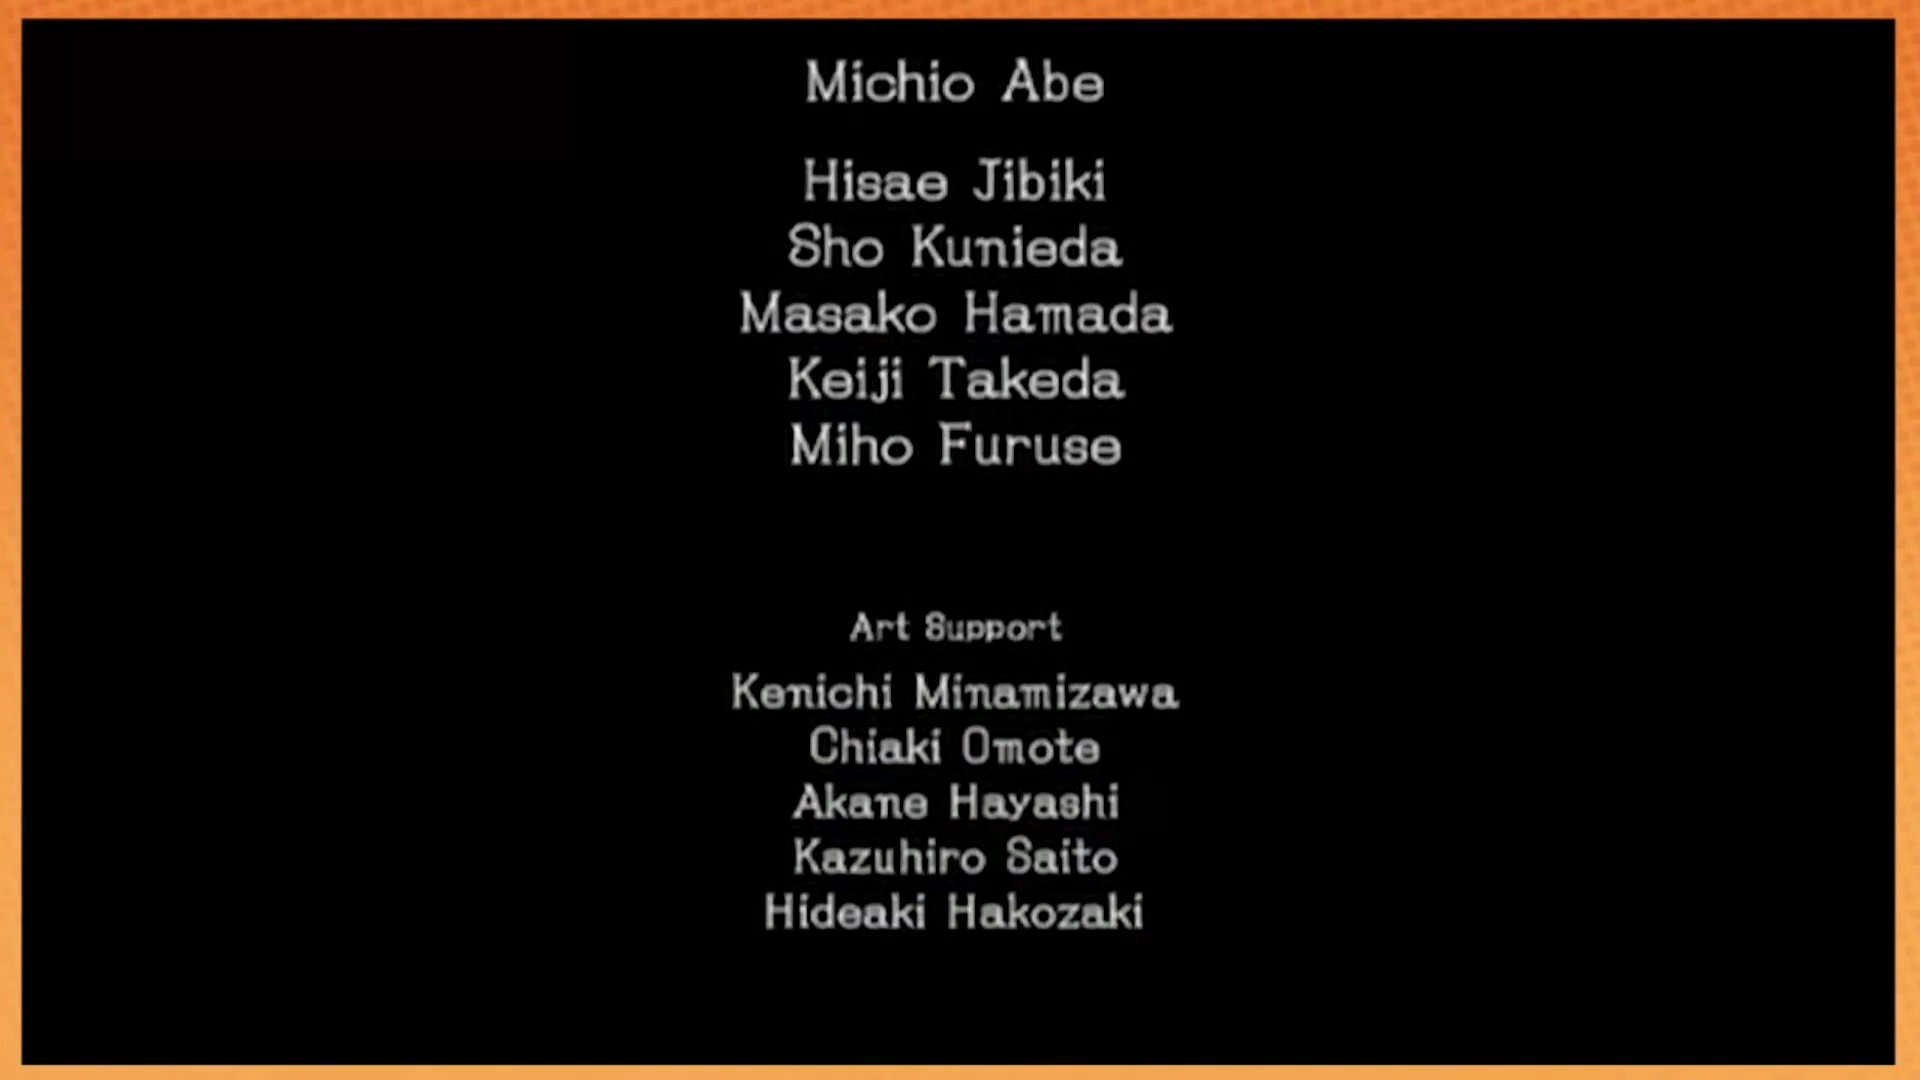 Michio Abe
Hisae Jibiki
Sho Kunieda
Masako Hamada
Keiji Takeda
Miho Furuse
Art Support
Kenichi Minamizawa
Chiaki Omote
Akane Hayashi
Kazuhiro Saito
Hideaki Hakozaki